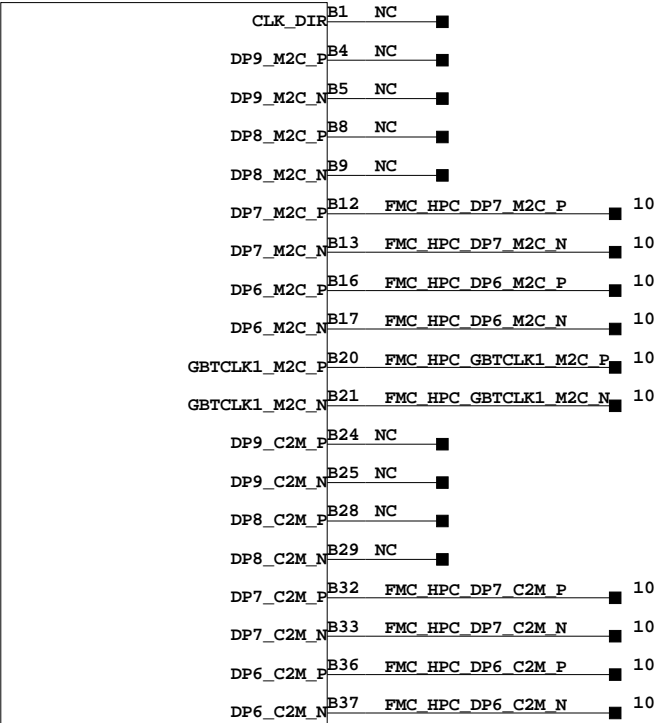 CLK_DIR B1 NC
DP9_M2C_P B4 NC
DP9_M2C_N B5 NC
DP8_M2C_P B8 NC
DP8_M2C_N B9 NC
DP7_M2C_P B12 FMC_HPC_DP7_M2C_P 10
DP7_M2C_N B13 FMC_HPC_DP7_M2C_N 10
DP6_M2C_P B16 FMC_HPC_DP6_M2C_P 10
DP6_M2C_N B17 FMC_HPC_DP6_M2C_N 10
GBTCLK1_M2C_P B20 FMC_HPC_GBTCLK1_M2C_P 10
GBTCLK1_M2C_N B21 FMC_HPC_GBTCLK1_M2C_N 10
DP9_C2M_P B24 NC
DP9_C2M_N B25 NC
DP8_C2M_P B28 NC
DP8_C2M_N B29 NC
DP7_C2M_P B32 FMC_HPC_DP7_C2M_P 10
DP7_C2M_N B33 FMC_HPC_DP7_C2M_N 10
DP6_C2M_P B36 FMC_HPC_DP6_C2M_P 10
DP6_C2M_N B37 FMC_HPC_DP6_C2M_N 10